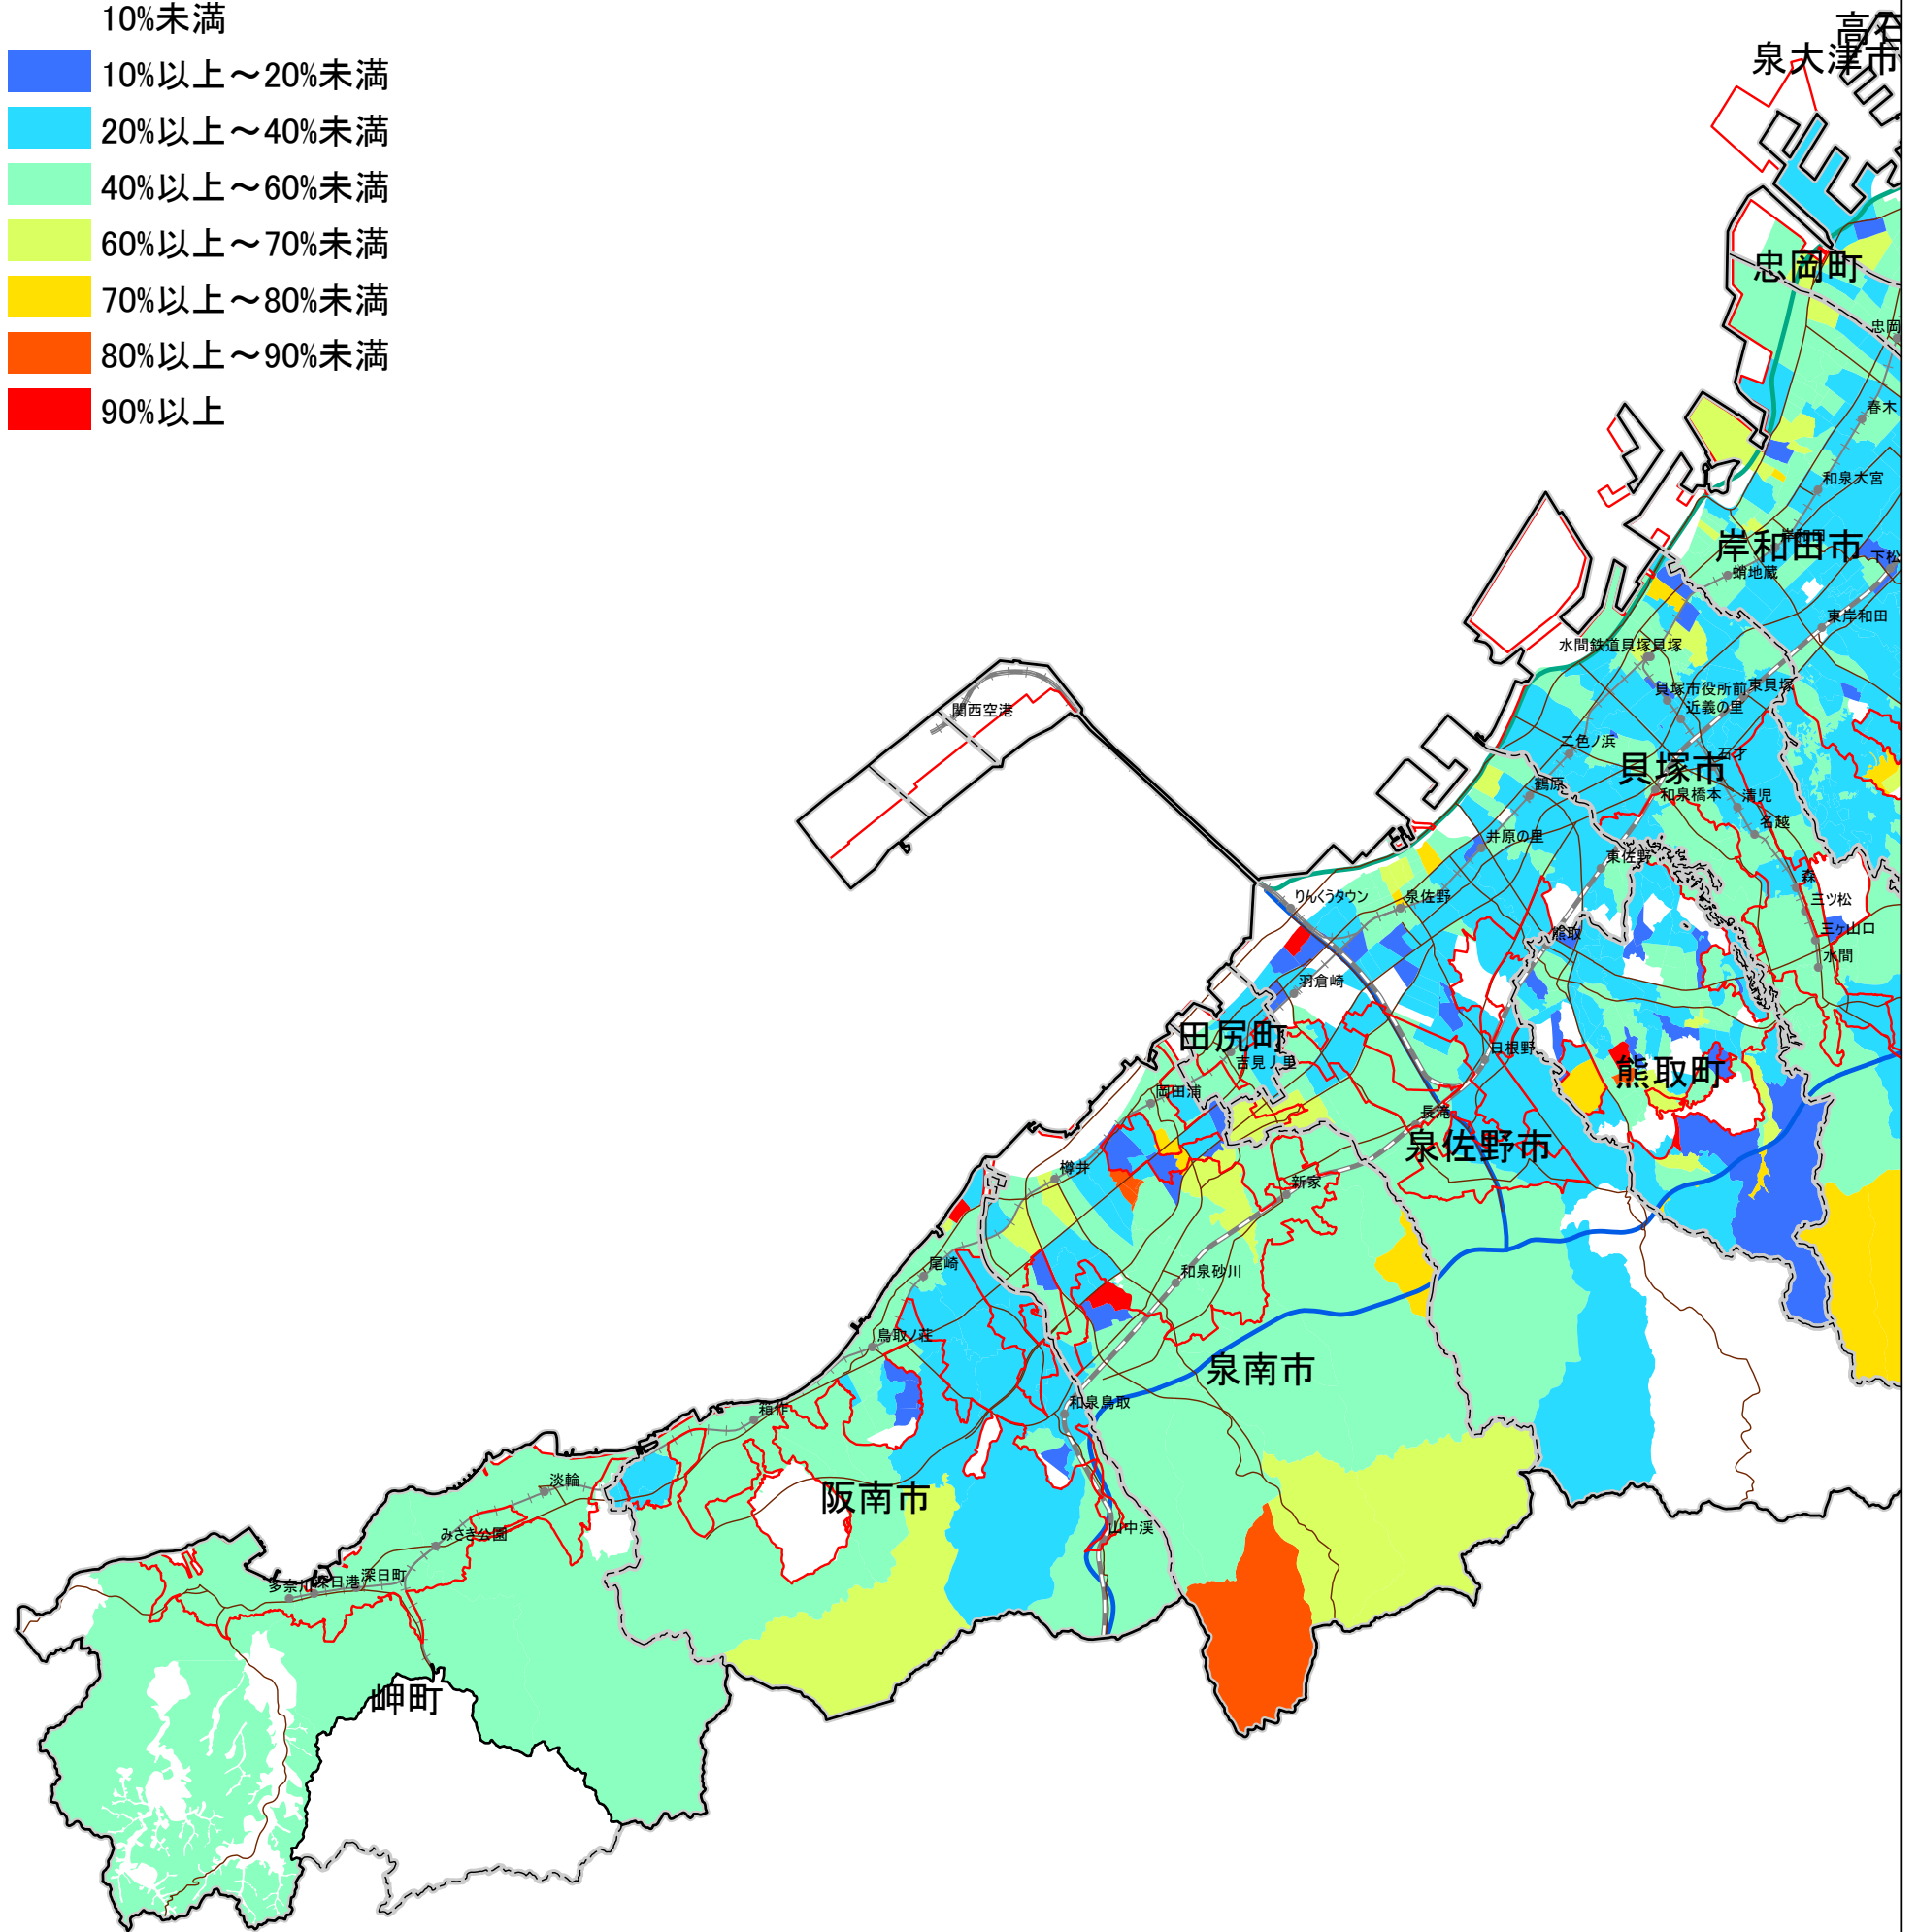 10%未満
10%以上～20%未満
20%以上～40%未満
40%以上～60%未満
60%以上～70%未満
70%以上～80%未満
80%以上～90%未満
90%以上
高石
泉大津市
忠岡町
忠岡
春木
和泉大宮
岸和田
岸和田市
下松
蛸地蔵
東岸和田
水間鉄道貝塚貝塚
貝塚市役所前
東貝塚
近義の里
関西空港
二色ノ浜
石才
貝塚市
鶴原
和泉橋本
清児
名越
井原の里
東佐野
森
りんくうタウン
泉佐野
三ツ松
三ヶ山口
熊取
水間
羽倉崎
田尻町
吉見ノ里
日根野
熊取町
岡田浦
長滝
泉佐野市
樽井
新家
尾崎
和泉砂川
鳥取ノ荘
泉南市
和泉鳥取
箱作
淡輪
阪南市
山中渓
みさき公園
深日町
深日港
多奈川
岬町